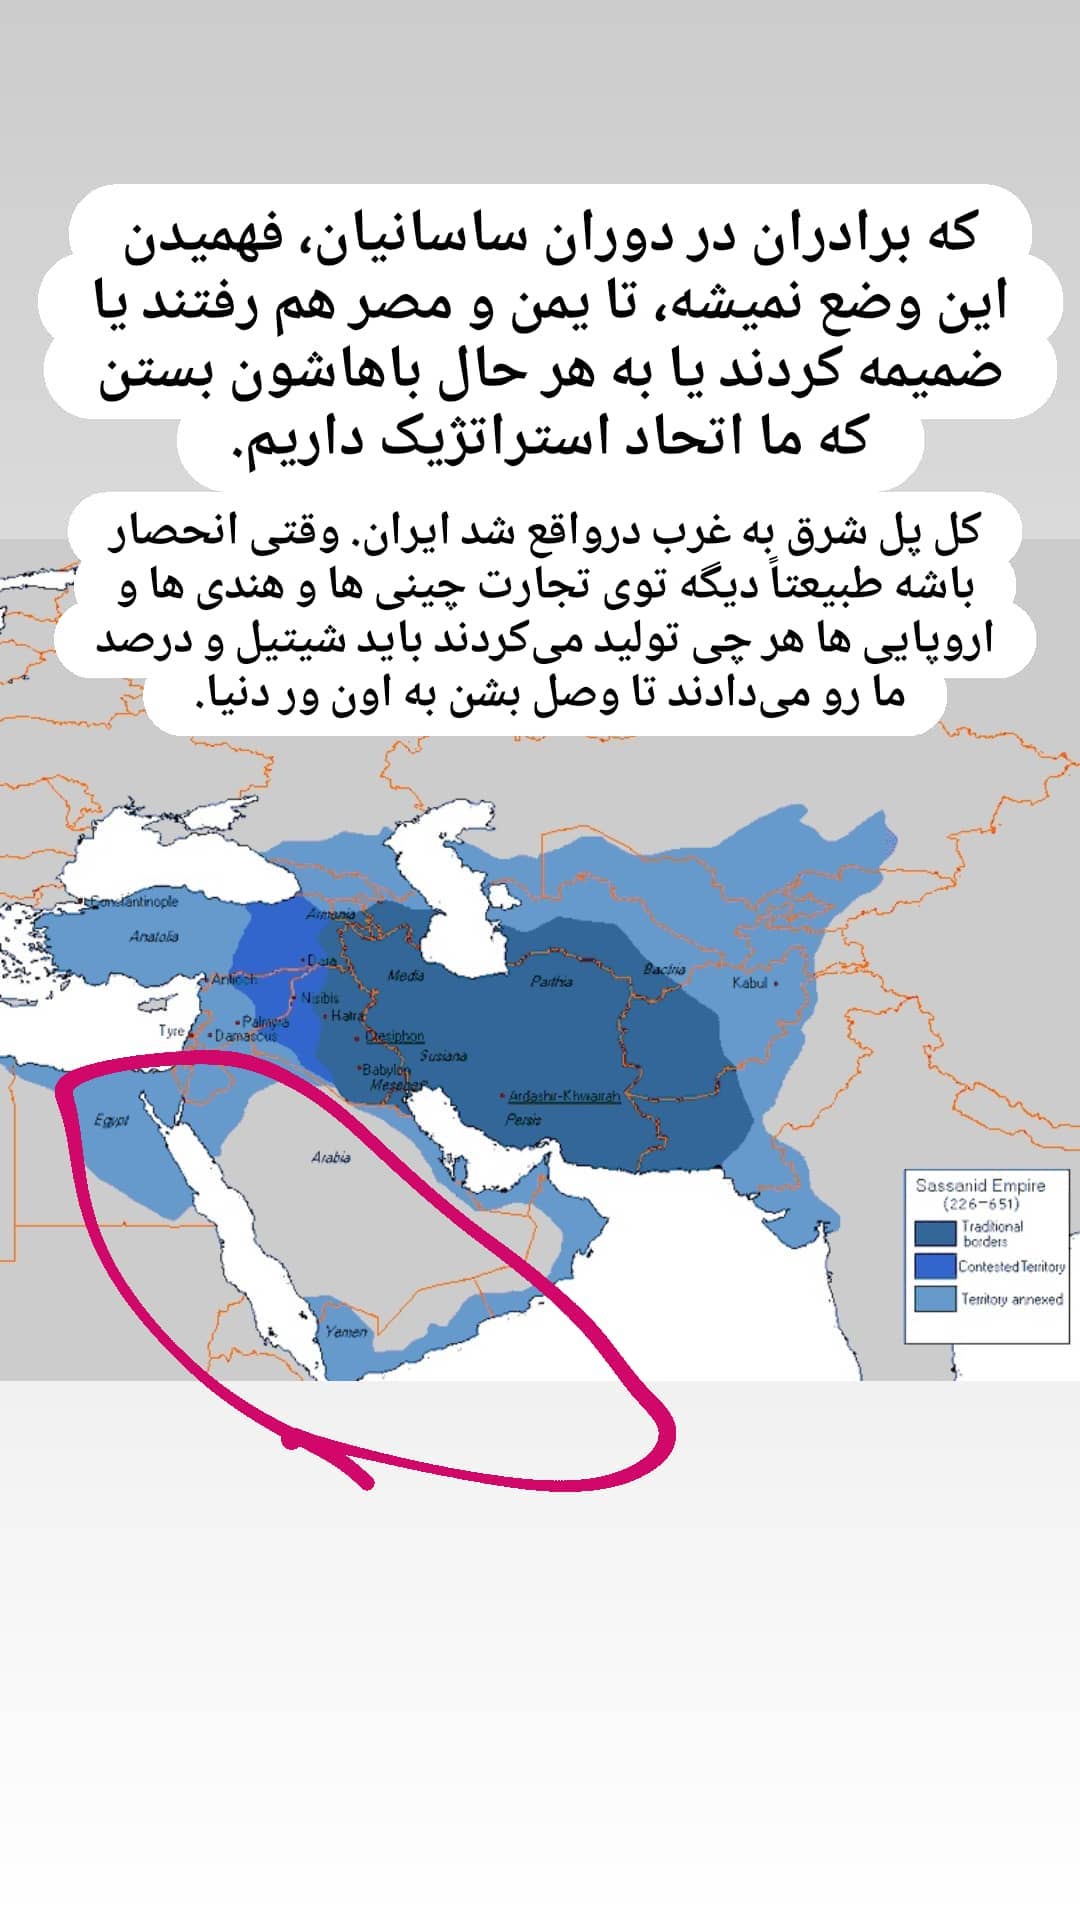 که برادران در دوران ساسانیان، فهمیدن
این وضع نمیشه، تا یمن و مصر هم رفتند یا
ضمیمه کردند یا به هر حال باهاشون بستن
که ما اتحاد استراتژیک داریم.
کل پل شرق به غرب درواقع شد ایران. وقتی انحصار
باشه طبیعتاً دیگه توی تجارت چینی ها و هندی ها و
اروپایی ها هر چی تولید می‌کردند باید شیتیل و درصد
ما رو می‌دادند تا وصل بشن به اون ور دنیا.
Constantinople
Anatolia
Armenia
Dara
Antioch
Media
Parthia
Bactria
Kabul
Nisibis
Hatra
Palmyra
Tyre
Damascus
Ctesiphon
Susiana
Babylon
Ardashir-Khwarrah
Persis
Egypt
Arabia
Yemen
Sassanid Empire
(226-651)
Traditional
borders
Contested Territory
Territory annexed